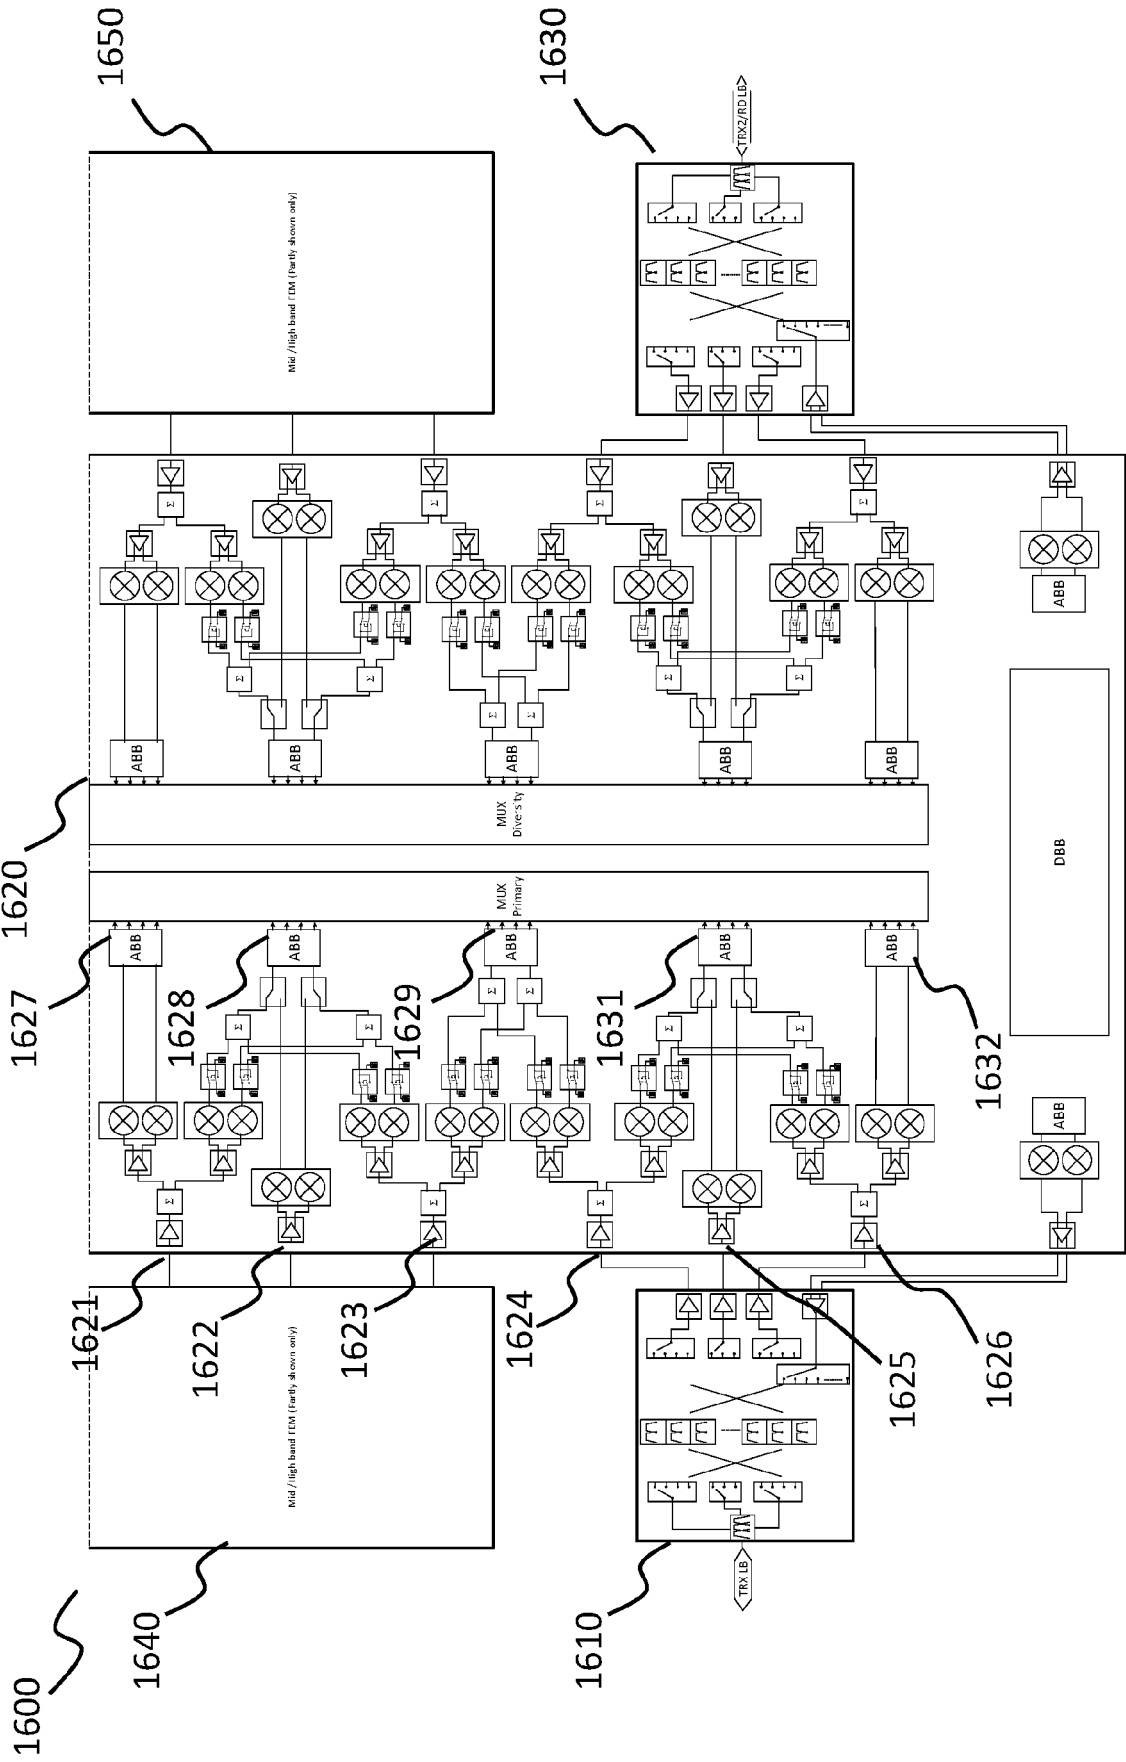 1600
1627
1620
1640
1621
1650
ABB
ABB
Σ
Σ
1622
1628
Σ
Σ
ABB
ABB
Mid / High band FEM (Partly shown only)
Mid / High band FEM (Partly shown only)
1623
Σ
Σ
1629
Σ
Σ
Σ
Σ
ABB
MUX
Primary
MUX
Diversity
ABB
Σ
Σ
1624
1610
1630
Σ
Σ
1631
Σ
Σ
ABB
ABB
TRX LB
TRX2/RD LB
Σ
Σ
Σ
Σ
ABB
ABB
1625
1626
1632
DBB
ABB
ABB